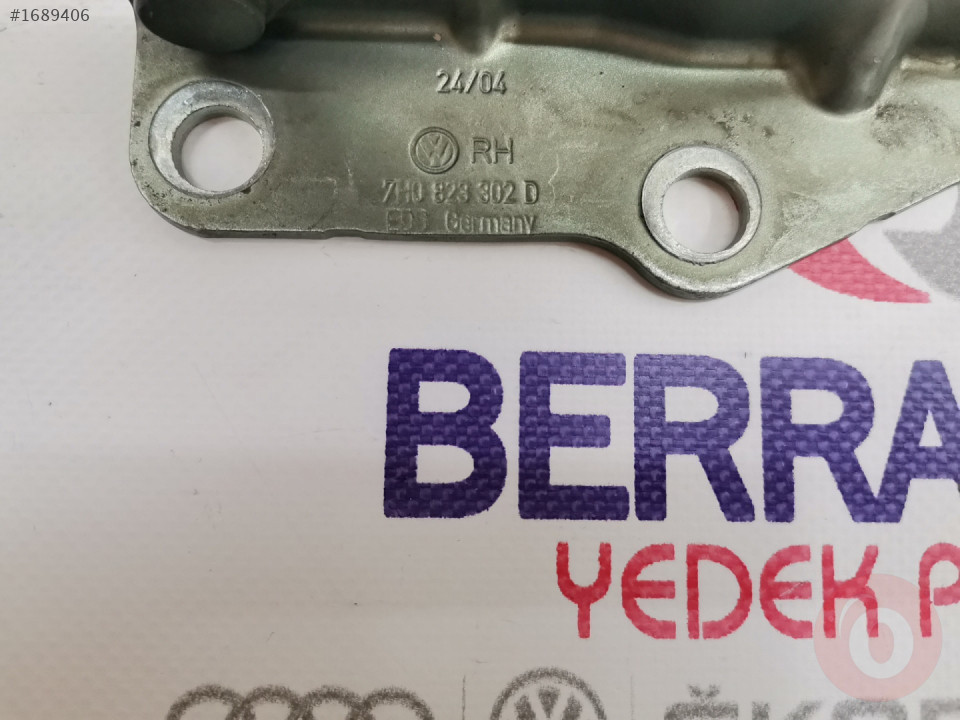 #1689406
24/04
RH
7H0 823 302 D
Germany
BERRA
YEDEK P